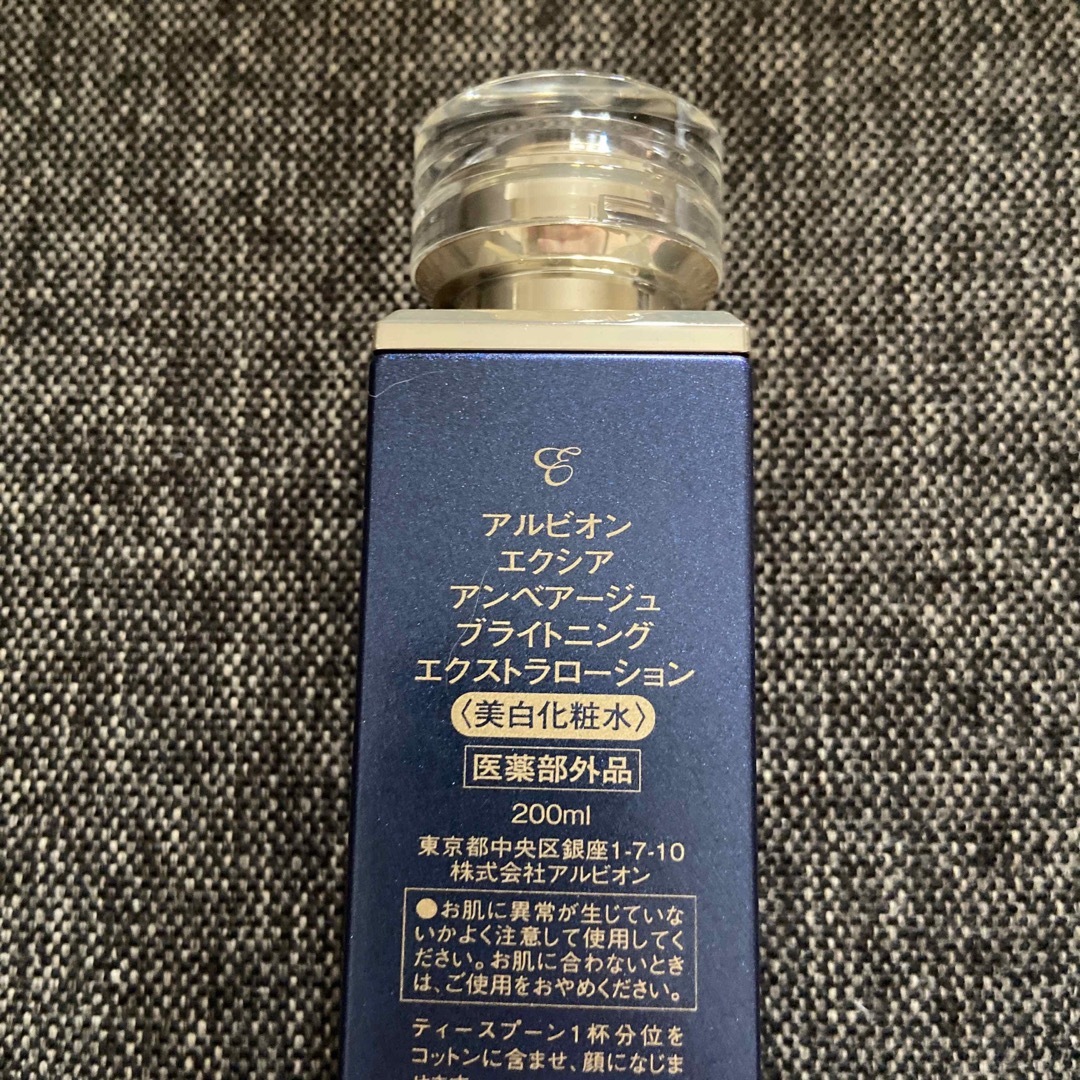 E
アルビオン
エクシア
アンベアージュ
ブライトニング
エクストラローション
〈美白化粧水〉
医薬部外品
200ml
東京都中央区銀座1-7-10
株式会社アルビオン
●お肌に異常が生じていな
いかよく注意して使用してく
ださい。お肌に合わないとき
は、ご使用をおやめください。
ティースプーン1杯分位を
コットンに含ませ、顔になじま